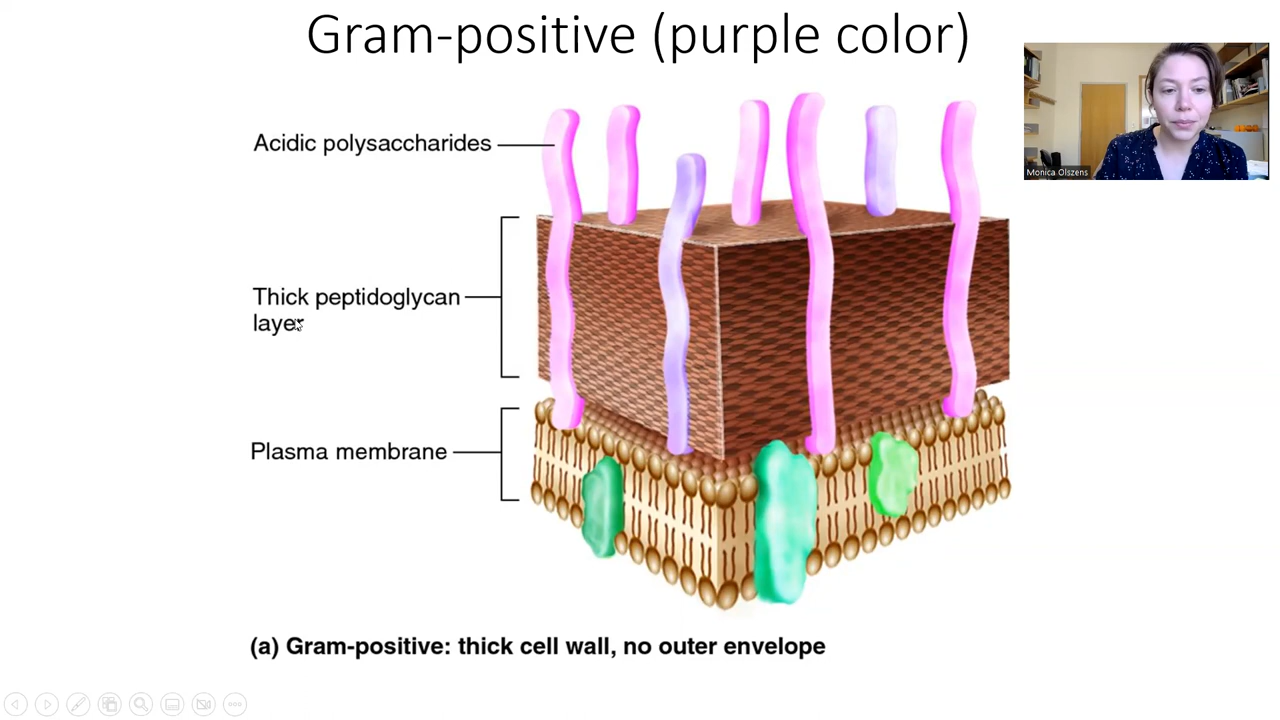 Gram-positive (purple color)
Monica Olszens
Acidic polysaccharides
Thick peptidoglycan
layer
Plasma membrane
(a) Gram-positive: thick cell wall, no outer envelope